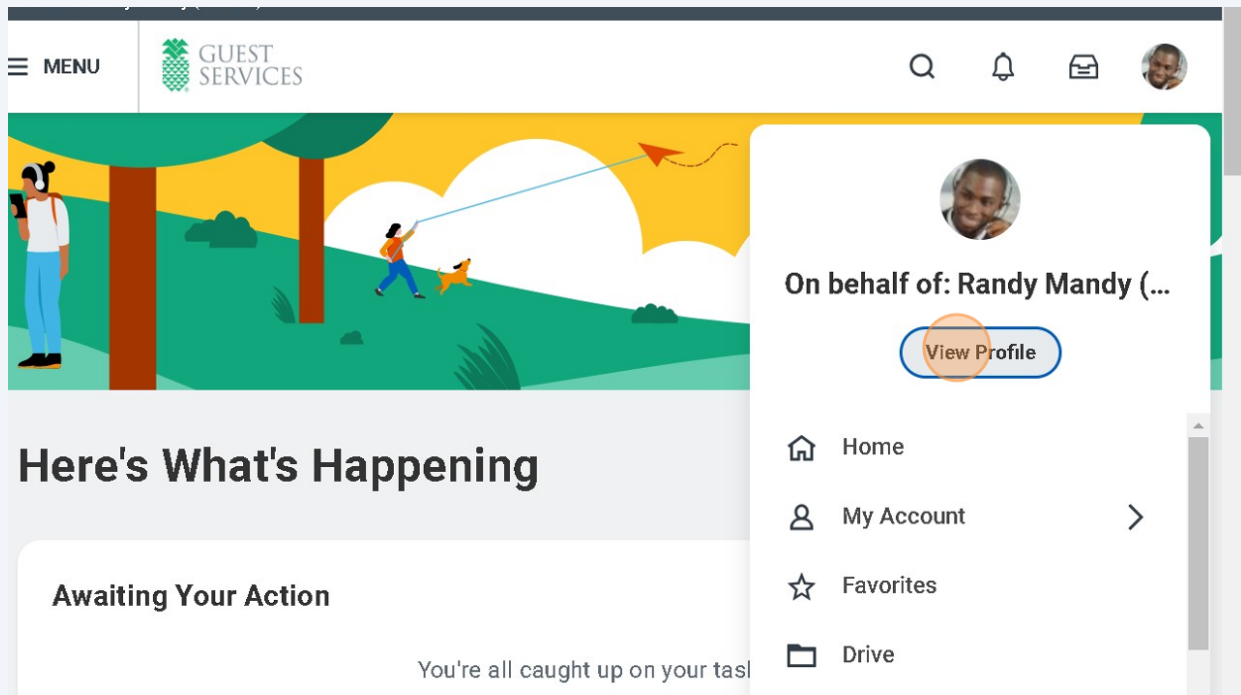 MENU
GUEST
SERVICES
On behalf of: Randy Mandy (...
View Profile
Here's What's Happening
Home
My Account
Awaiting Your Action
Favorites
You're all caught up on your
Drive